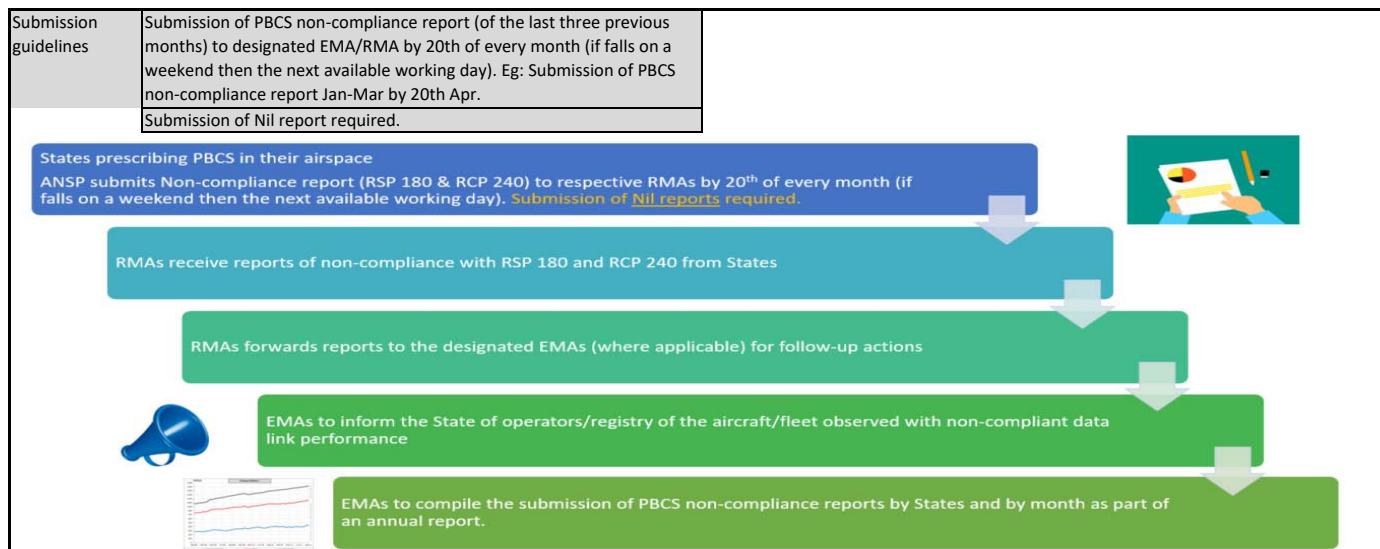 Submission guidelines
Submission of PBCS non-compliance report (of the last three previous
months) to designated EMA/RMA by 20th of every month (if falls on a
weekend then the next available working day). Eg: Submission of PBCS
non-compliance report Jan-Mar by 20th Apr.
Submission of Nil report required.
States prescribing PBCS in their airspace
ANSP submits Non-compliance report (RSP 180 & RCP 240) to respective RMAs by 20th of every month (if
falls on a weekend then the next available working day). Submission of Nil reports required.
RMAs receive reports of non-compliance with RSP 180 and RCP 240 from States
RMAs forwards reports to the designated EMAs (where applicable) for follow-up actions
EMAs to inform the State of operators/registry of the aircraft/fleet observed with non-compliant data
link performance
EMAs to compile the submission of PBCS non-compliance reports by States and by month as part of
an annual report.